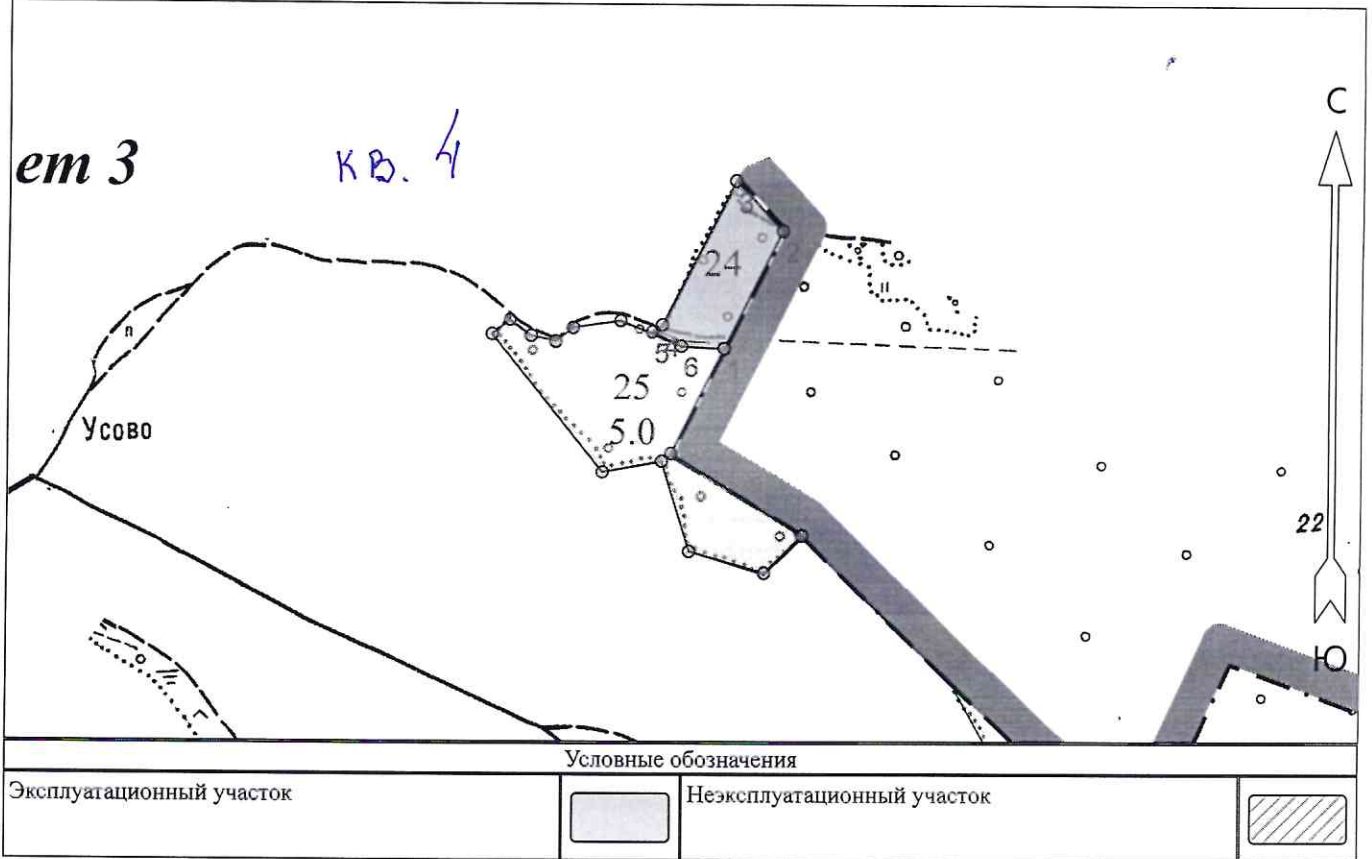 С
ет 3
кв. 4
24
2
п
5
4
6
1
25
5.0
Усово
22
Ю
Условные обозначения
Эксплуатационный участок
Неэксплуатационный участок